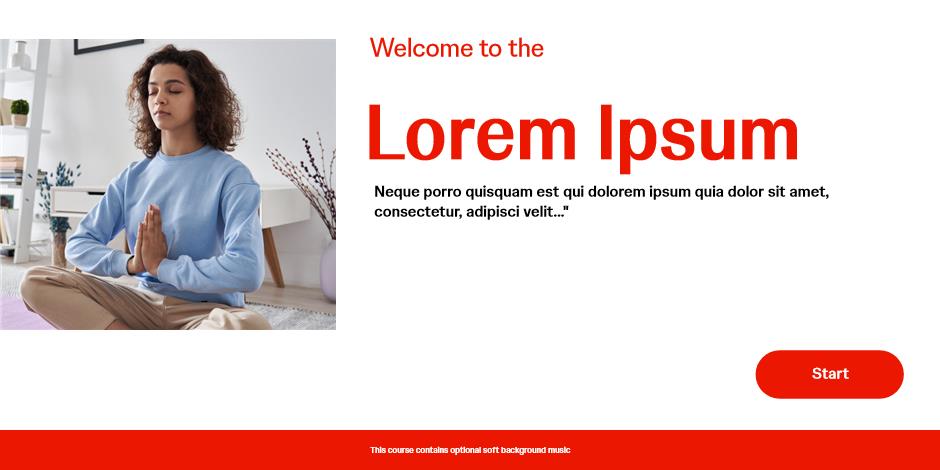 Welcome to the
Lorem Ipsum
Neque porro quisquam est qui dolorem ipsum quia dolor sit amet,
consectetur, adipisci velit..."
Start
This course contains optional soft background music